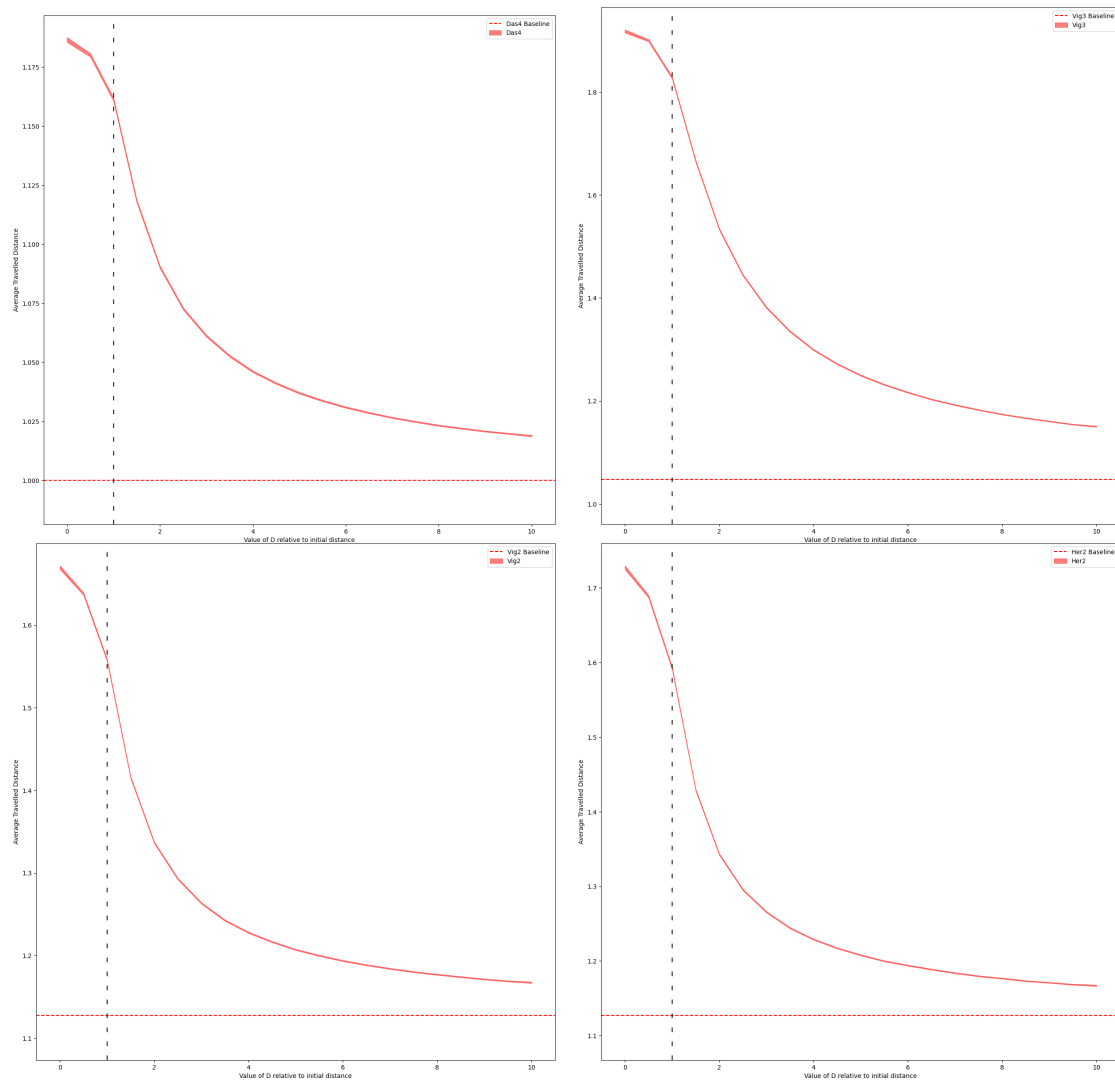 Das4 Baseline
Das4
1.175
1.150
1.125
1.100
1.075
1.050
1.025
1.000
Average Travelled Distance
0 2 4 6 8 10
Value of D relative to initial distance
Vig3 Baseline
Vig3
1.8
1.6
1.4
1.2
1.0
Average Travelled Distance
0 2 4 6 8 10
Value of D relative to initial distance
Vig2 Baseline
Vig2
1.6
1.5
1.4
1.3
1.2
1.1
Average Travelled Distance
0 2 4 6 8 10
Value of D relative to initial distance
Her2 Baseline
Her2
1.7
1.6
1.5
1.4
1.3
1.2
1.1
Average Travelled Distance
0 2 4 6 8 10
Value of D relative to initial distance